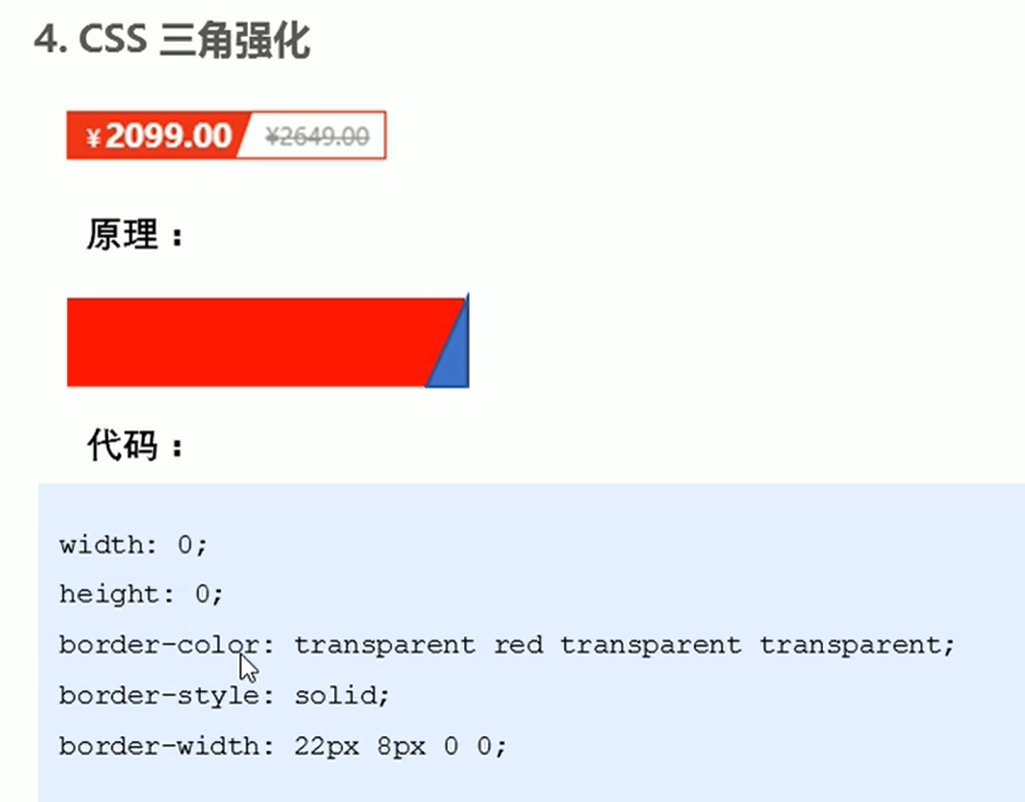 4. CSS 三角强化
¥2099.00 ¥2649.00
原理：
代码：
width: 0;
height: 0;
border-color: transparent red transparent transparent;
border-style: solid;
border-width: 22px 8px 0 0;